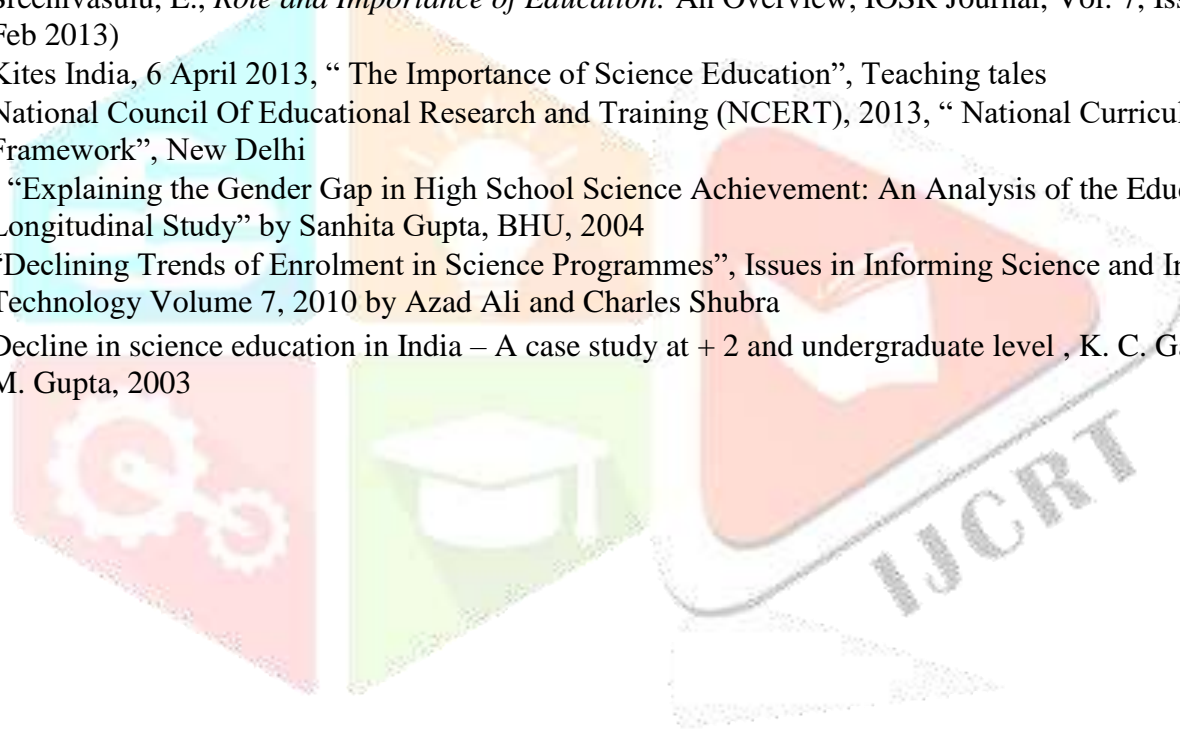 Role and Importance of Education: An Overview, IOSR Journal, Vol. 7,
Feb 2013)
Kites India, 6 April 2013, “ The Importance of Science Education”, Teaching tales
National Council Of Educational Research and Training (NCERT), 2013, “ National
Framework”, New Delhi
“Explaining the Gender Gap in High School Science Achievement: An Analysis of the
Longitudinal Study” by Sanhita Gupta, BHU, 2004
“Declining Trends of Enrolment in Science Programmes”, Issues in Informing Science and
Technology Volume 7, 2010 by Azad Ali and Charles Shubra
Decline in science education in India – A case study at + 2 and undergraduate level , K. C.
M. Gupta, 2003
IJCRT